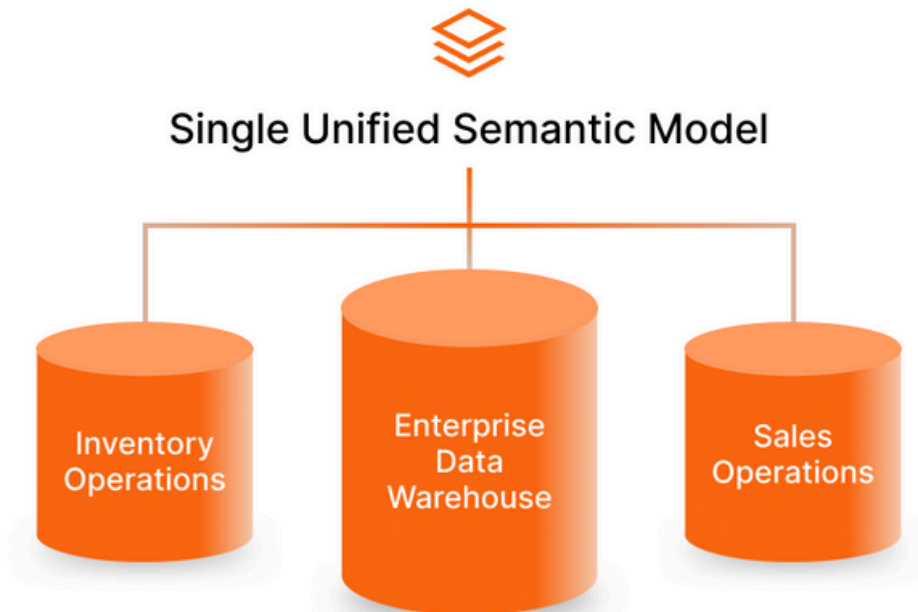 Single Unified Semantic Model
Inventory
Operations
Enterprise
Data
Warehouse
Sales
Operations